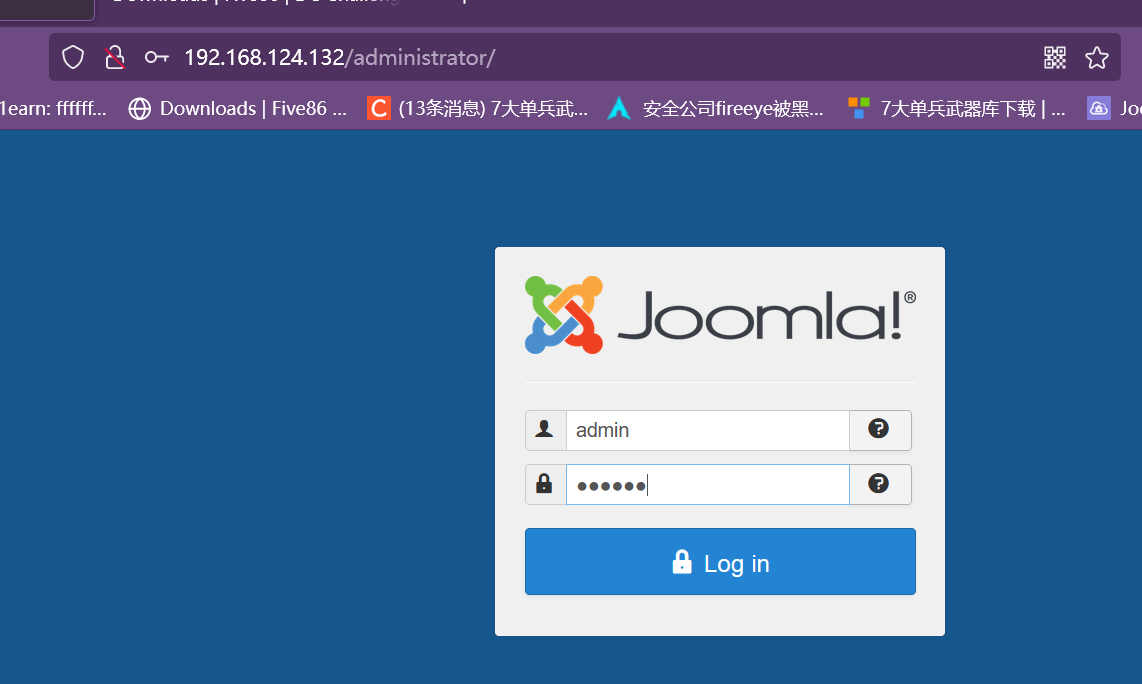 192.168.124.132/administrator/
1earn: ffffff... Downloads | Five86 ... C (13条消息) 7大单兵武... 安全公司fireeye被黑... 7大单兵武器库下载 | ... Joo
Joomla!®
admin
Log in